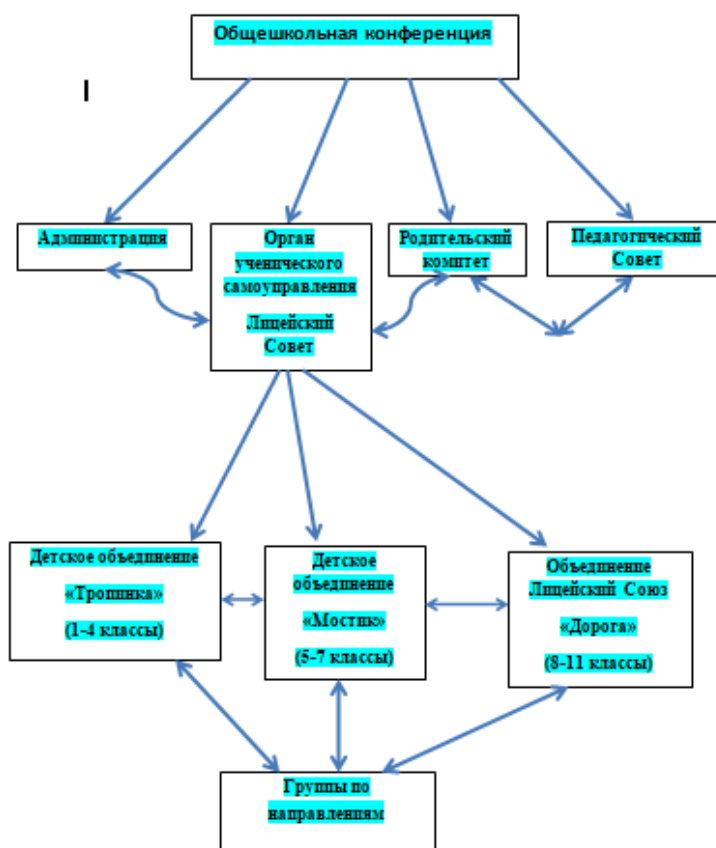 Общешкольная конференция
I
Администрация
Орган
ученического
самоуправления
Лицейский
Совет
Родительский
комитет
Педагогический
Совет
Детское объединение
«Тропинка»
(1-4 классы)
Детское
объединение
«Мостик»
(5-7 классы)
Объединение
Лицейский Союз
«Дорога»
(8-11 классы)
Группы по
направлениям